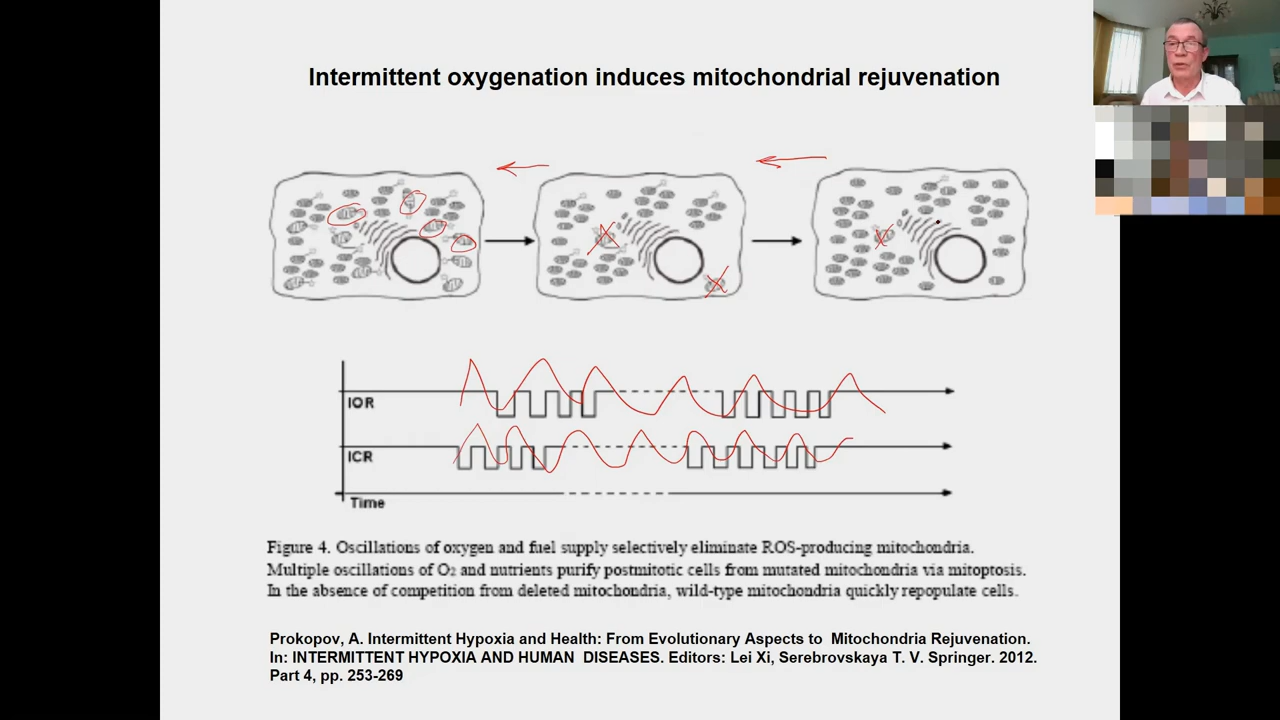 Intermittent oxygenation induces mitochondrial rejuvenation
IOR
ICR
Time
Figure 4. Oscillations of oxygen and fuel supply selectively eliminate ROS-producing mitochondria.
Multiple oscillations of O₂ and nutrients purify postmitotic cells from mutated mitochondria via mitoptosis.
In the absence of competition from deleted mitochondria, wild-type mitochondria quickly repopulate cells.
Prokopov, A. Intermittent Hypoxia and Health: From Evolutionary Aspects to Mitochondria Rejuvenation.
In: INTERMITTENT HYPOXIA AND HUMAN DISEASES. Editors: Lei Xi, Serebrovskaya T. V. Springer. 2012.
Part 4, pp. 253-269